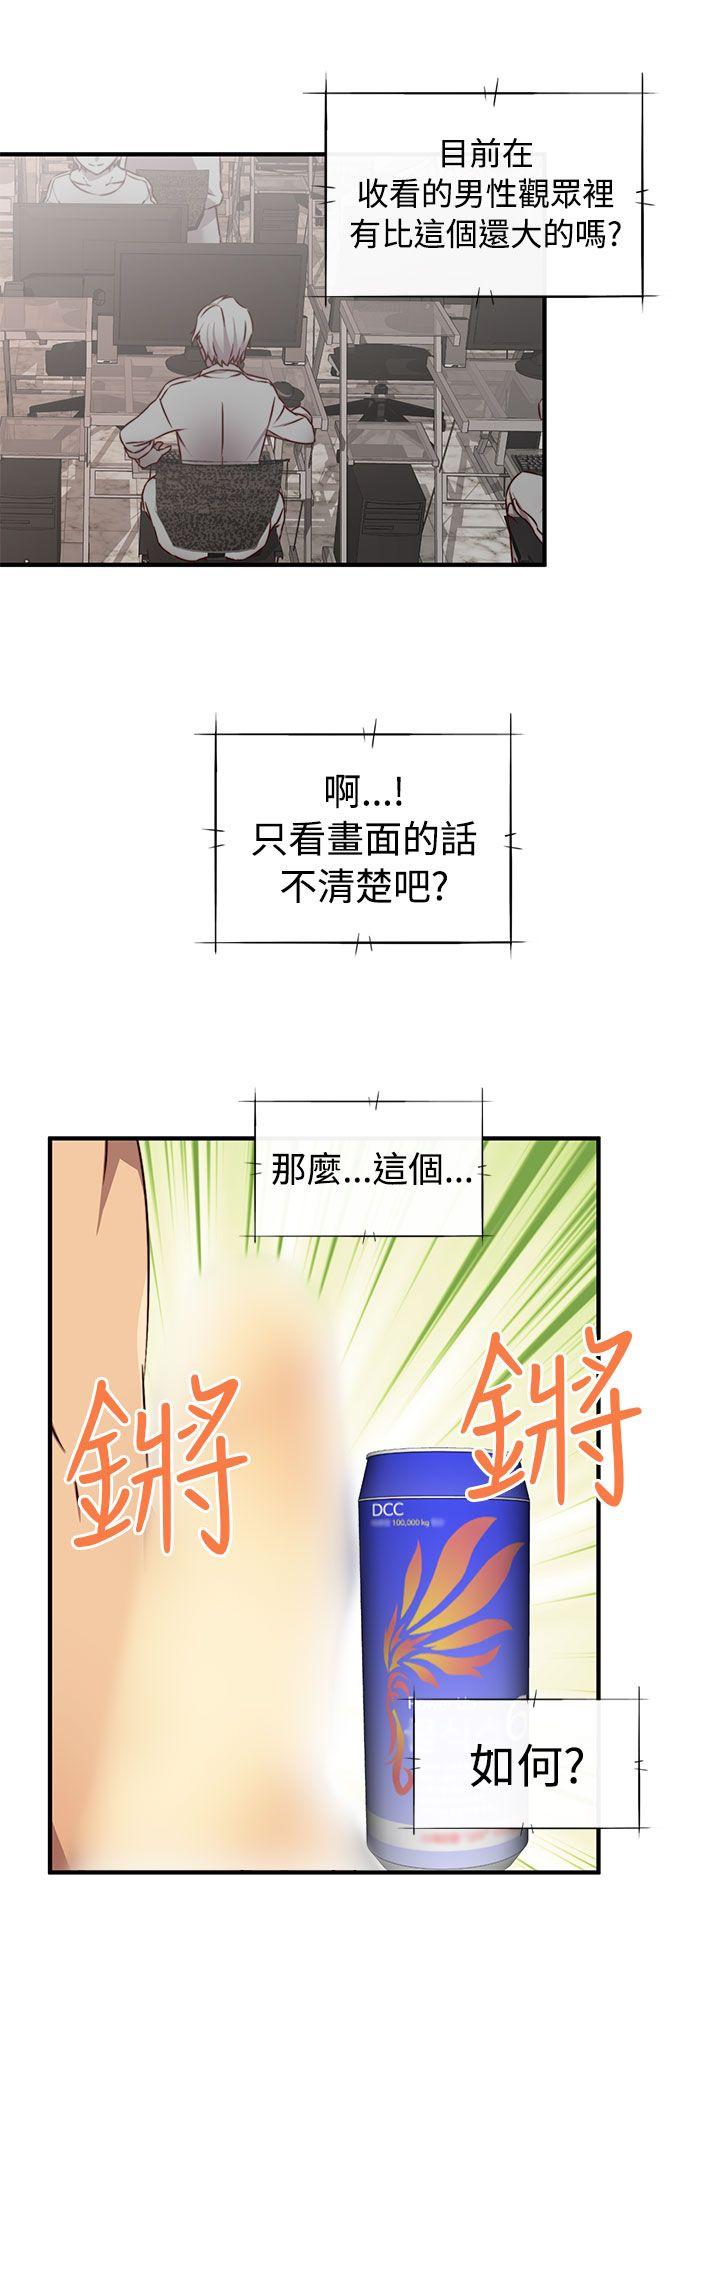 目前在
收看的男性觀眾裡
有比這個還大的嗎?
啊...!
只看畫面的話
不清楚吧?
那麼...這個...
鏘
鏘
DCC
100,000 kg
如何?